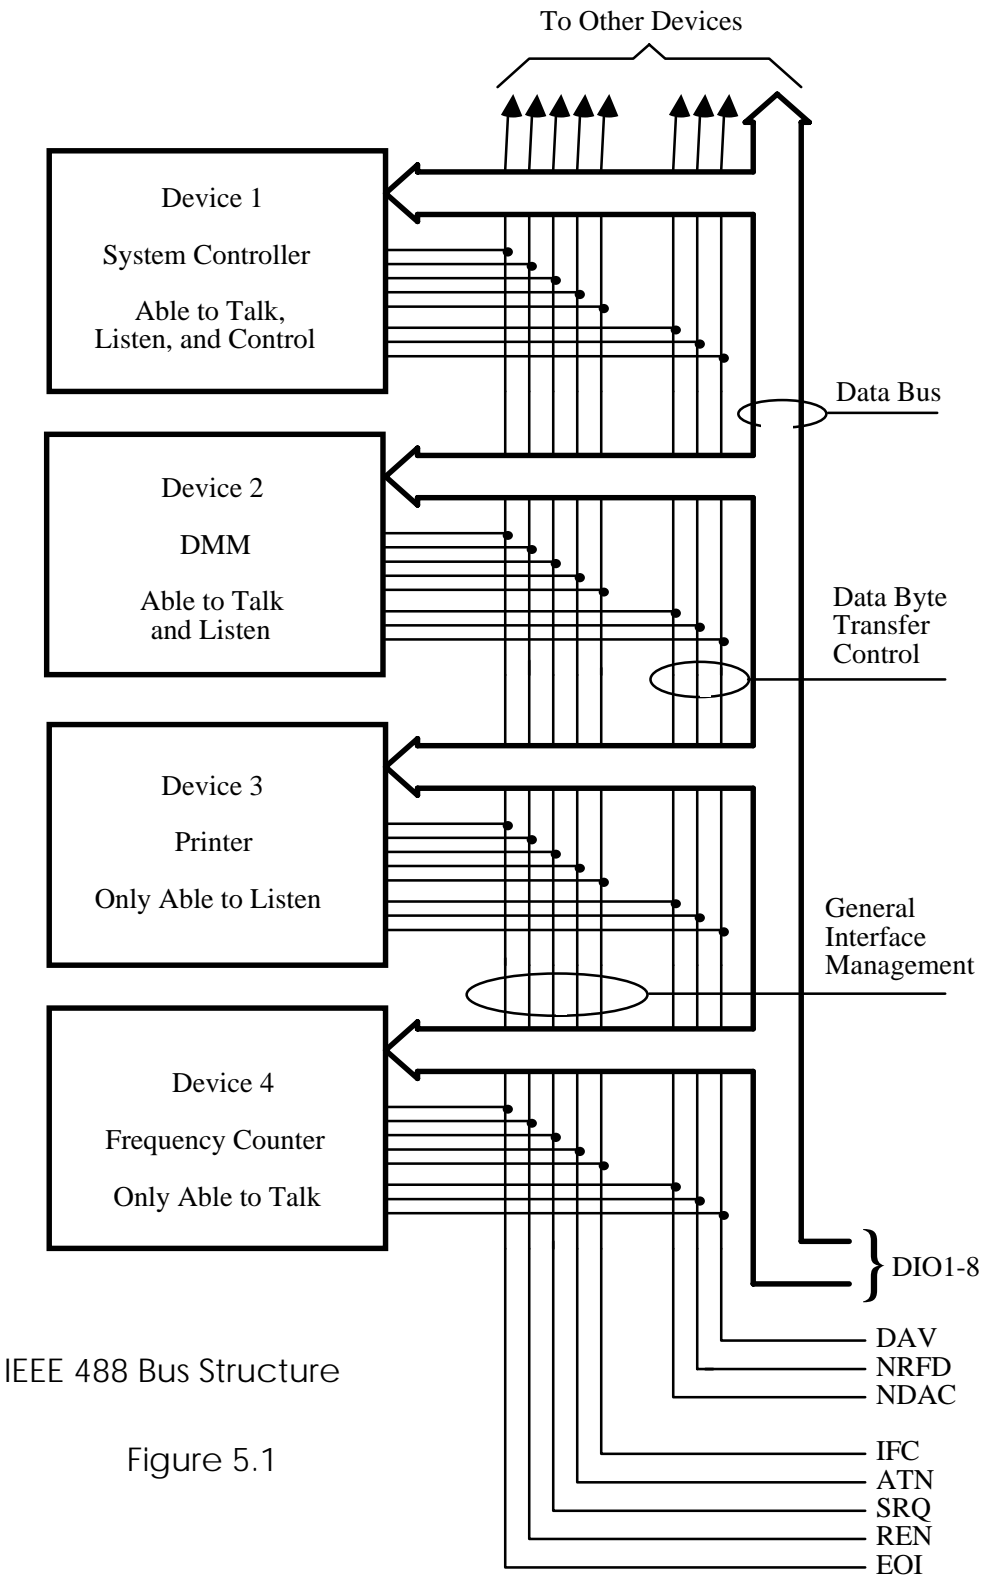 To Other Devices
Device 1
System Controller
Able to Talk,
Listen, and Control
Data Bus
Device 2
DMM
Able to Talk
and Listen
Data Byte
Transfer
Control
Device 3
Printer
Only Able to Listen
General
Interface
Management
Device 4
Frequency Counter
Only Able to Talk
DIO1-8
DAV
NRFD
NDAC
IFC
ATN
SRQ
REN
EOI
IEEE 488 Bus Structure
Figure 5.1